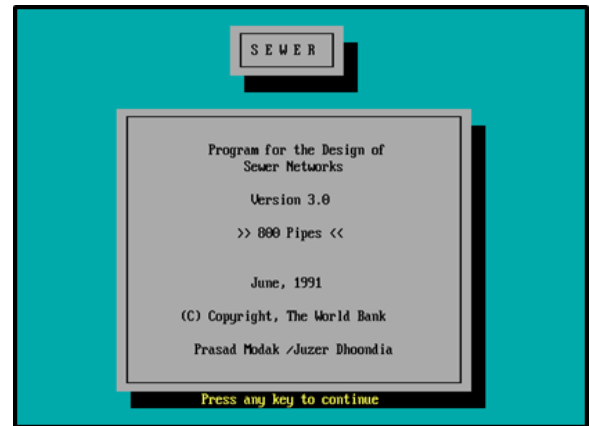 S E W E R
Program for the Design of
Sewer Networks
Version 3.0
>> 800 Pipes <<
June, 1991
(C) Copyright, The World Bank
Prasad Modak /Juzer Dhoondia
Press any key to continue